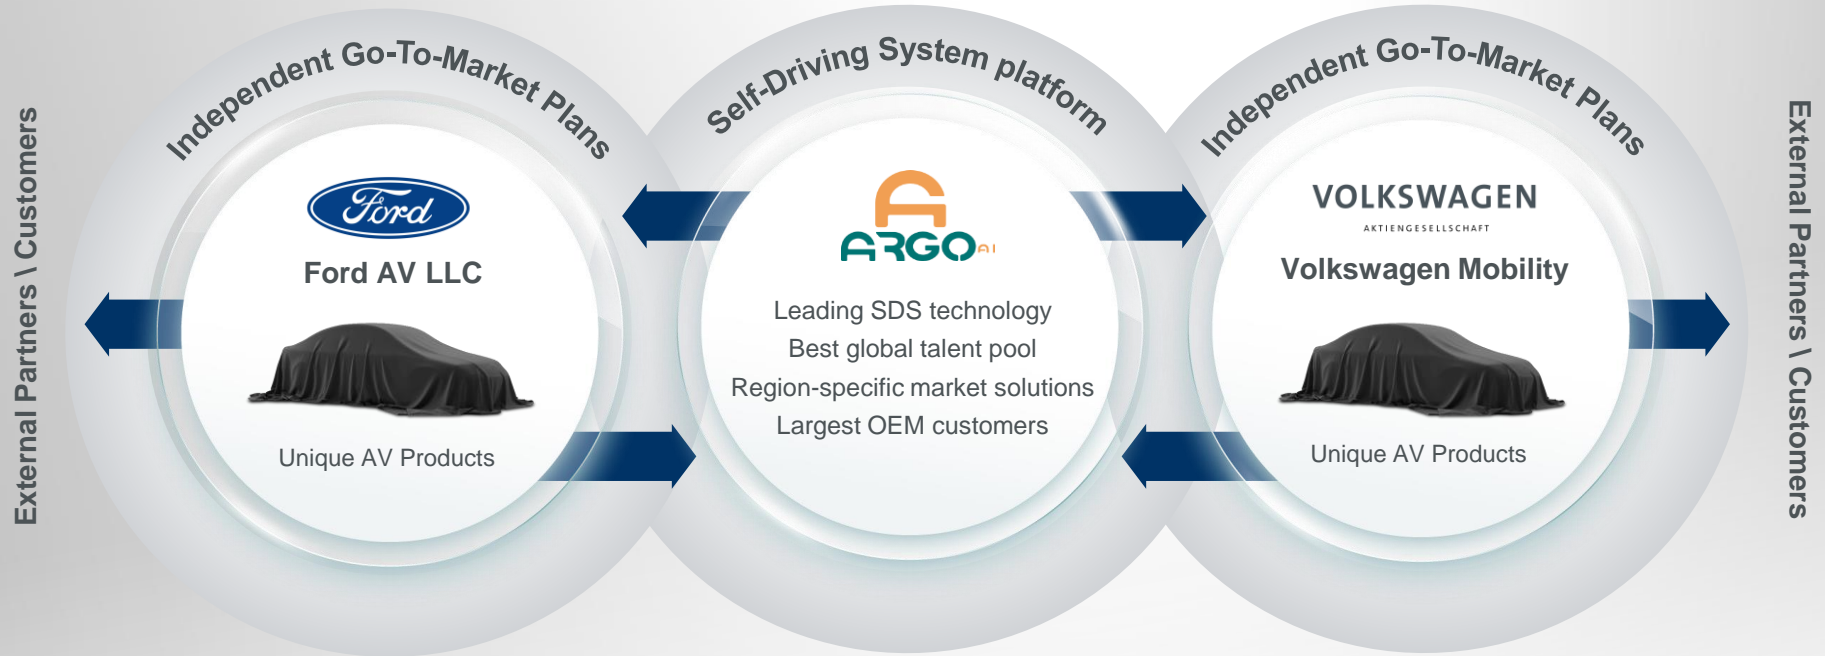 External Partners \ Customers
Independent Go-To-Market Plans
Ford
Ford AV LLC
Unique AV Products
Self-Driving System platform
ARGO AI
Leading SDS technology
Best global talent pool
Region-specific market solutions
Largest OEM customers
Independent Go-To-Market Plans
VOLKSWAGEN
AKTIENGESELLSCHAFT
Volkswagen Mobility
Unique AV Products
External Partners \ Customers